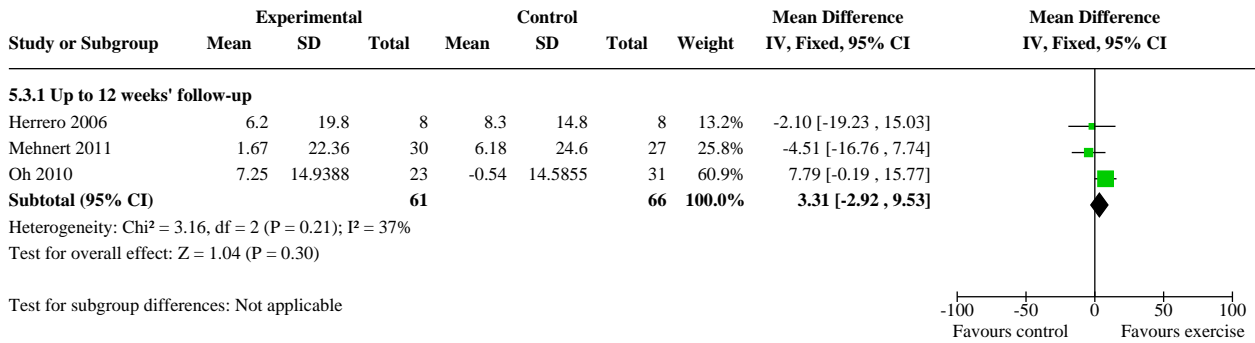 Experimental Control Mean Difference Mean Difference
Study or Subgroup Mean SD Total Mean SD Total Weight IV, Fixed, 95% CI IV, Fixed, 95% CI
5.3.1 Up to 12 weeks' follow-up
Herrero 2006 6.2 19.8 8 8.3 14.8 8 13.2% -2.10 [-19.23 , 15.03]
Mehnert 2011 1.67 22.36 30 6.18 24.6 27 25.8% -4.51 [-16.76 , 7.74]
Oh 2010 7.25 14.9388 23 -0.54 14.5855 31 60.9% 7.79 [-0.19 , 15.77]
Subtotal (95% CI) 61 66 100.0% 3.31 [-2.92 , 9.53]
Heterogeneity: Chi² = 3.16, df = 2 (P = 0.21); I² = 37%
Test for overall effect: Z = 1.04 (P = 0.30)
Test for subgroup differences: Not applicable
-100 -50 0 50 100
Favours control Favours exercise